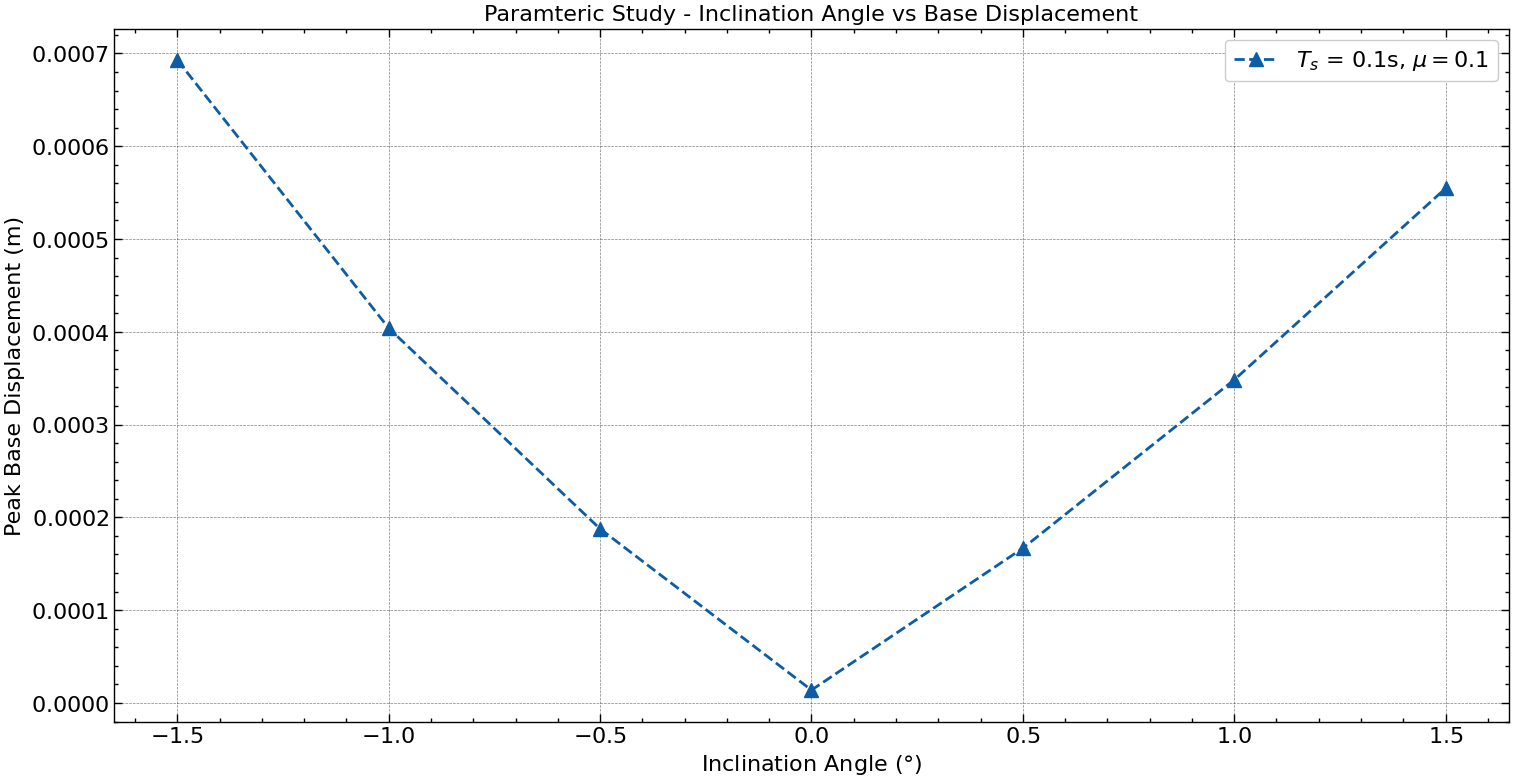 Paramteric Study - Inclination Angle vs Base Displacement
Tₛ = 0.1s, μ = 0.1
Peak Base Displacement (m)
0.0007
0.0006
0.0005
0.0004
0.0003
0.0002
0.0001
0.0000
−1.5 −1.0 −0.5 0.0 0.5 1.0 1.5
Inclination Angle (°)